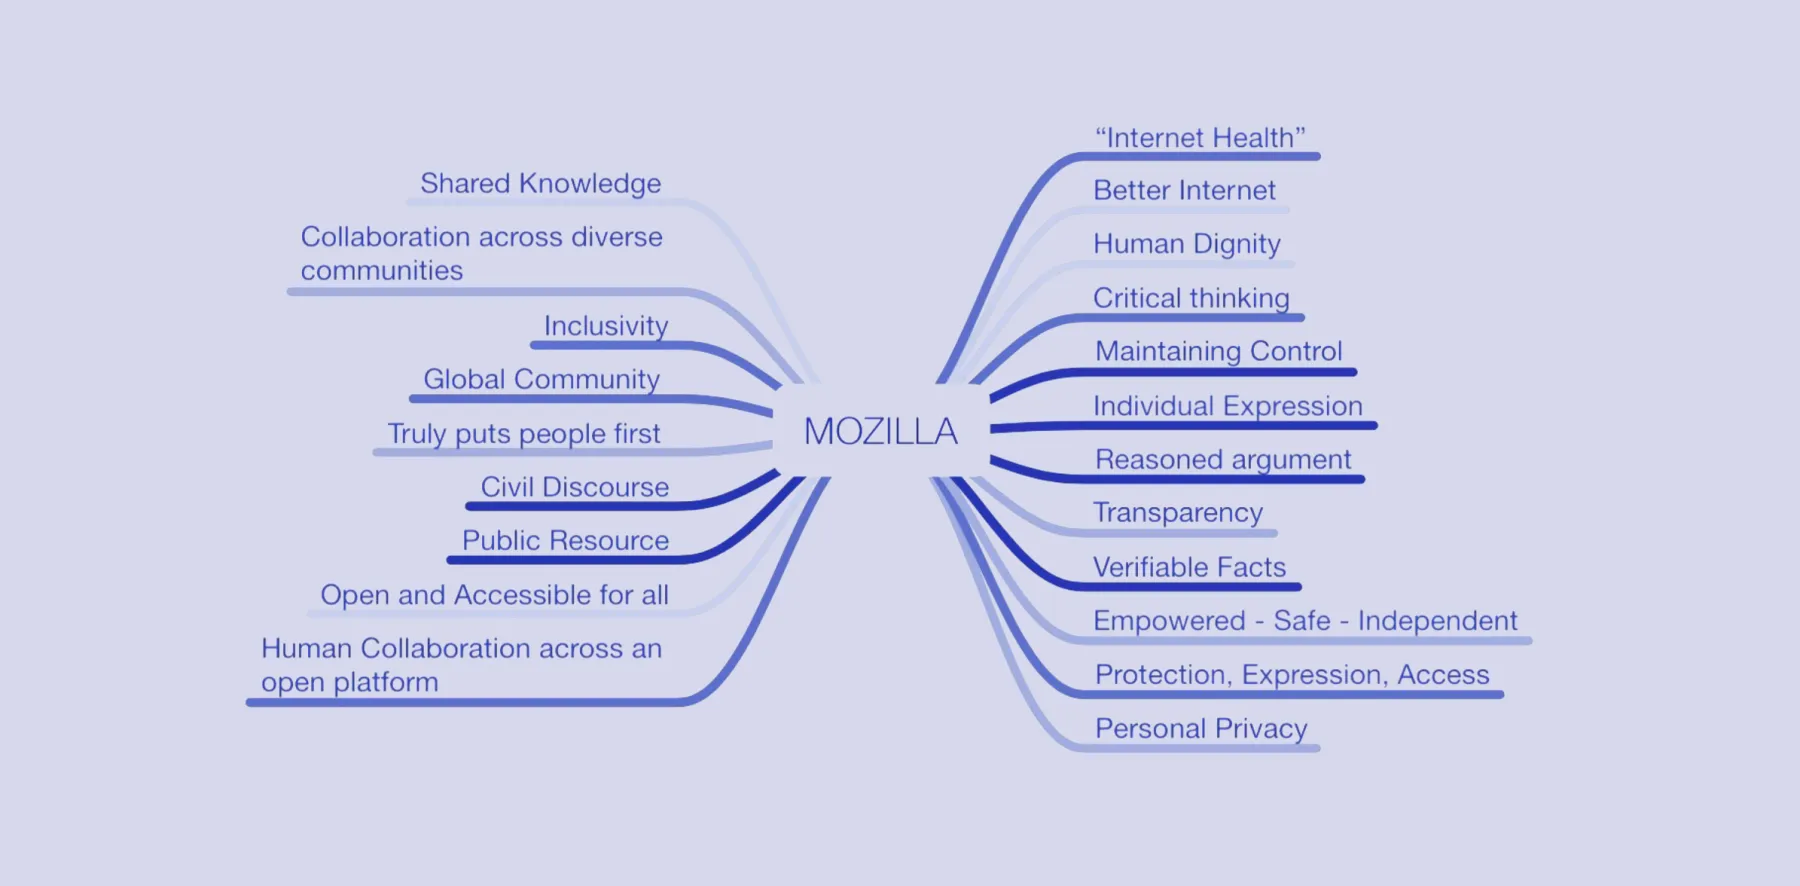 Shared Knowledge
Collaboration across diverse
communities
Inclusivity
Global Community
Truly puts people first
Civil Discourse
Public Resource
Open and Accessible for all
Human Collaboration across an
open platform
MOZILLA
“Internet Health”
Better Internet
Human Dignity
Critical thinking
Maintaining Control
Individual Expression
Reasoned argument
Transparency
Verifiable Facts
Empowered - Safe - Independent
Protection, Expression, Access
Personal Privacy